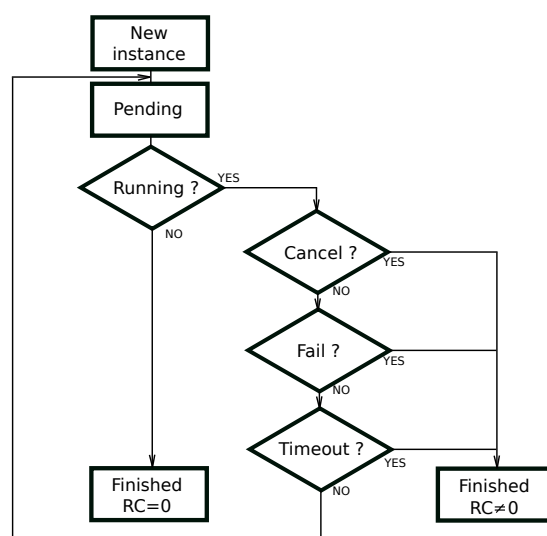 New
instance
Pending
Running ?
YES
NO
Cancel ?
YES
NO
Fail ?
YES
NO
Timeout ?
YES
NO
Finished
RC=0
Finished
RC≠0